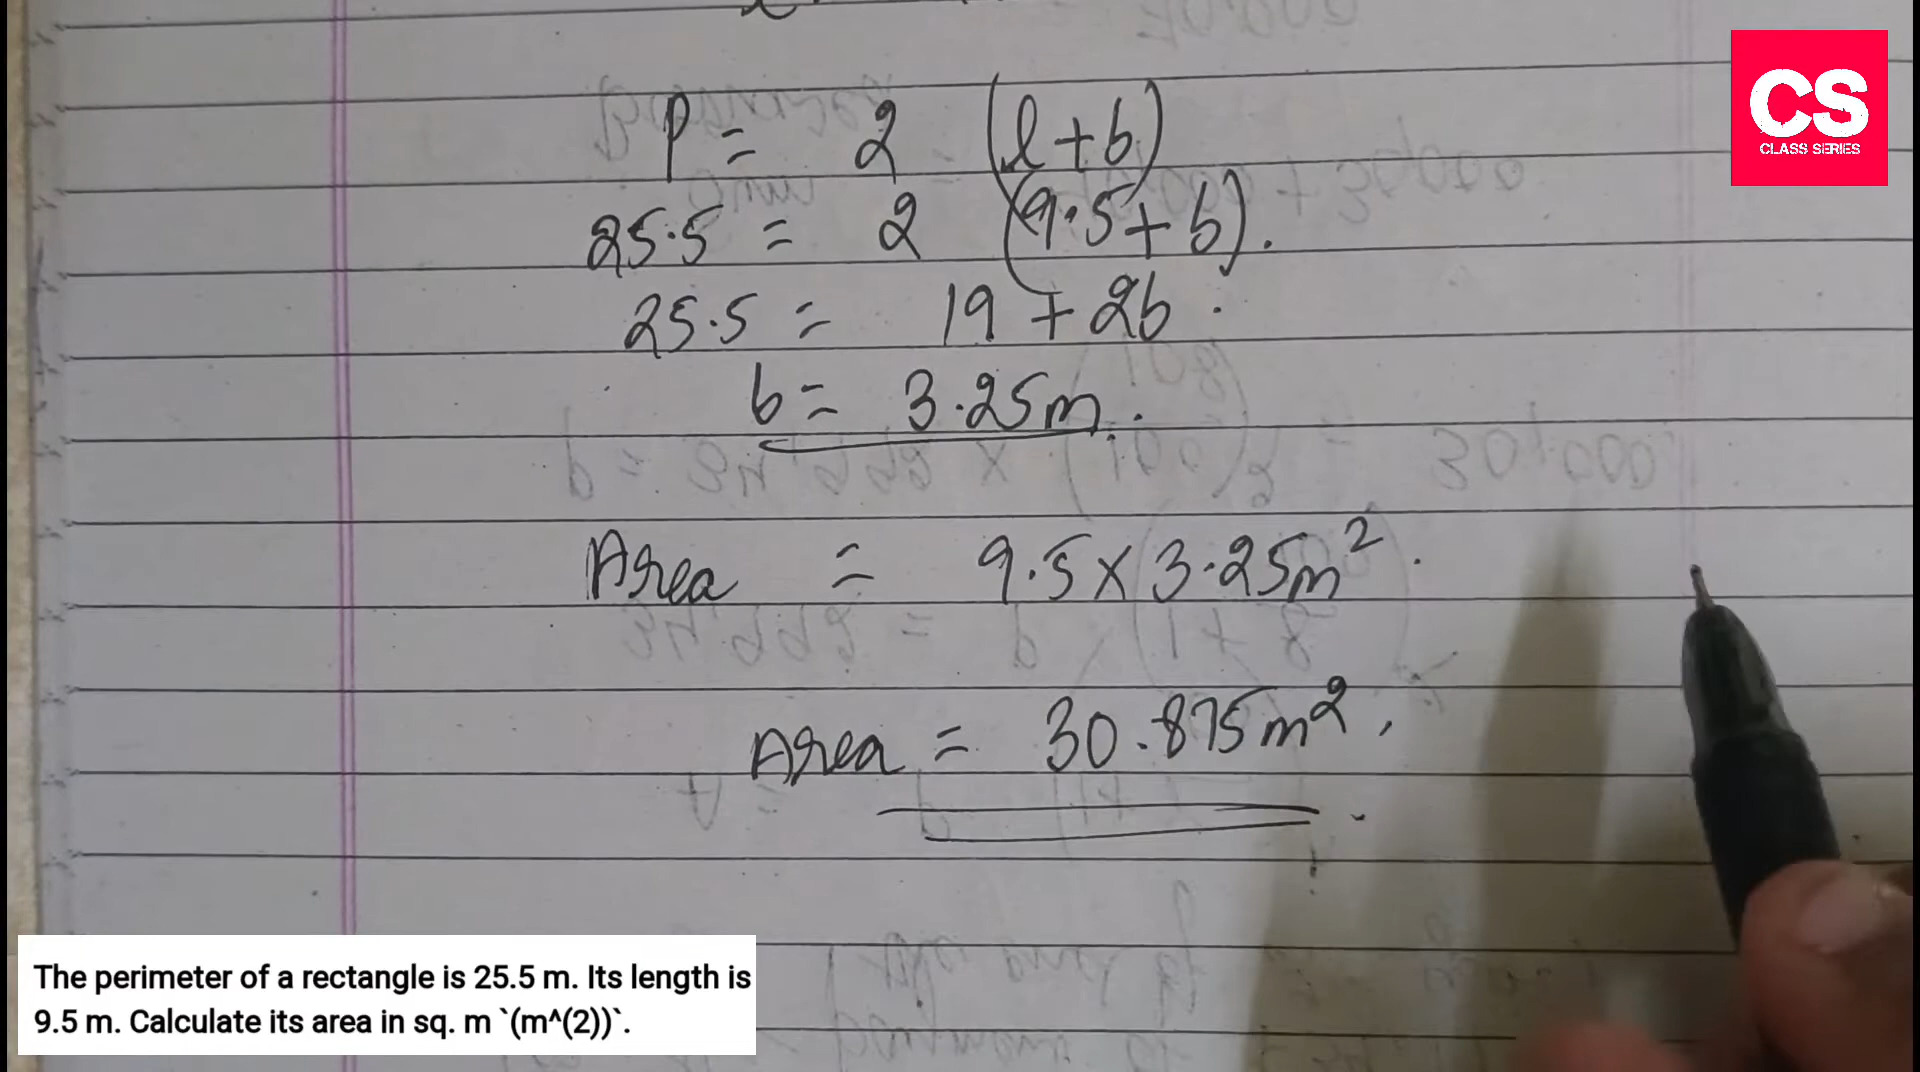 CS
CLASS SERIES
P = 2 (l+b)
25.5 = 2 (9.5+b).
25.5 = 19 + 2b.
b = 3.25m.
Area = 9.5 x 3.25m².
Area = 30.875m².
The perimeter of a rectangle is 25.5 m. Its length is
9.5 m. Calculate its area in sq. m `(m^(2))`.